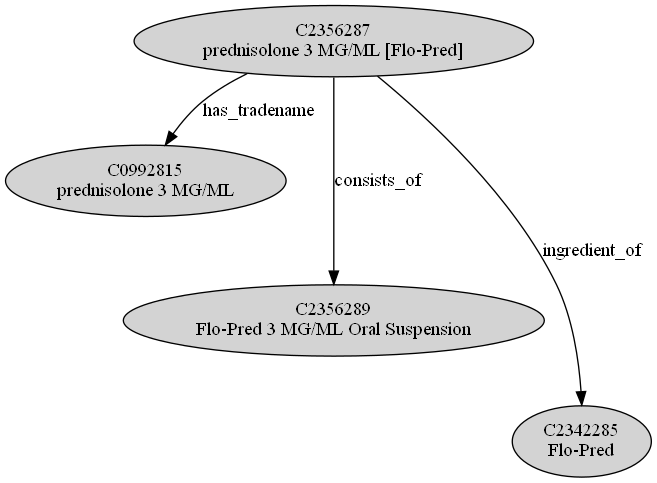 C2356287
prednisolone 3 MG/ML [Flo-Pred]
has_tradename
C0992815
prednisolone 3 MG/ML
consists_of
ingredient_of
C2356289
Flo-Pred 3 MG/ML Oral Suspension
C2342285
Flo-Pred